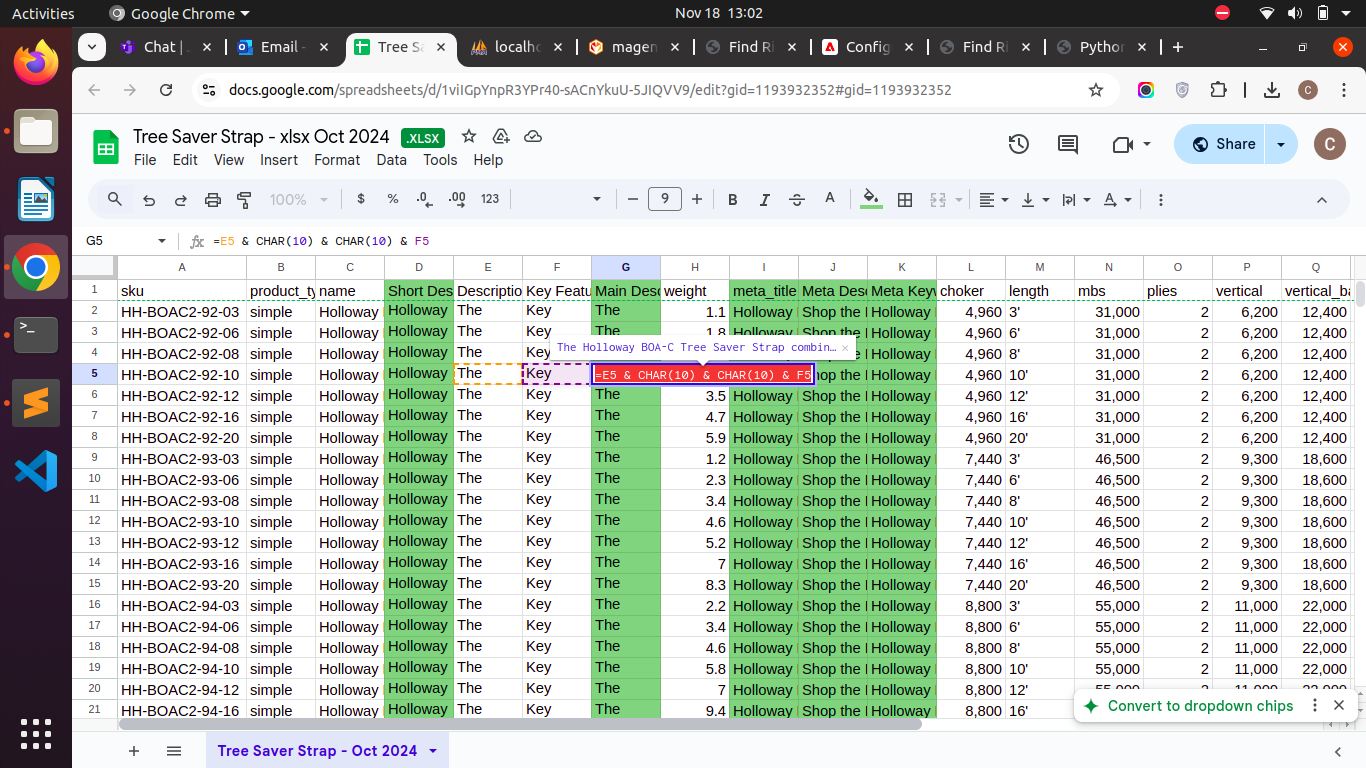 Activities Google Chrome Nov 18 13:02
Chat | . Email - Tree Sa localho magen Find Ri Config Find Ri Python
docs.google.com/spreadsheets/d/1viIGpYnpR3YPr40-sACnYkuU-5JIQVV9/edit?gid=1193932352#gid=1193932352 C
Tree Saver Strap - xlsx Oct 2024 .XLSX
File Edit View Insert Format Data Tools Help
Share C
100% $ % .0 .00 123 9 B I A
G5 fx =E5 & CHAR(10) & CHAR(10) & F5
A B C D E F G H I J K L M N O P Q
1 sku product_ty name Short Des Descriptio Key Featu Main Desc weight meta_title Meta Desc Meta Keyw choker length mbs plies vertical vertical_ba
2 HH-BOAC2-92-03 simple Holloway Holloway The Key The 1.1 Holloway Shop the Holloway 4,960 3' 31,000 2 6,200 12,400
3 HH-BOAC2-92-06 simple Holloway Holloway The Key The 1.8 Holloway Shop the Holloway 4,960 6' 31,000 2 6,200 12,400
The Holloway BOA-C Tree Saver Strap combin… ×
4 HH-BOAC2-92-08 simple Holloway Holloway The Key 4,960 8' 31,000 2 6,200 12,400
5 HH-BOAC2-92-10 simple Holloway Holloway The Key =E5 & CHAR(10) & CHAR(10) & F5 Shop the Holloway 4,960 10' 31,000 2 6,200 12,400
6 HH-BOAC2-92-12 simple Holloway Holloway The Key The 3.5 Holloway Shop the Holloway 4,960 12' 31,000 2 6,200 12,400
7 HH-BOAC2-92-16 simple Holloway Holloway The Key The 4.7 Holloway Shop the Holloway 4,960 16' 31,000 2 6,200 12,400
8 HH-BOAC2-92-20 simple Holloway Holloway The Key The 5.9 Holloway Shop the Holloway 4,960 20' 31,000 2 6,200 12,400
9 HH-BOAC2-93-03 simple Holloway Holloway The Key The 1.2 Holloway Shop the Holloway 7,440 3' 46,500 2 9,300 18,600
10 HH-BOAC2-93-06 simple Holloway Holloway The Key The 2.3 Holloway Shop the Holloway 7,440 6' 46,500 2 9,300 18,600
11 HH-BOAC2-93-08 simple Holloway Holloway The Key The 3.4 Holloway Shop the Holloway 7,440 8' 46,500 2 9,300 18,600
12 HH-BOAC2-93-10 simple Holloway Holloway The Key The 4.6 Holloway Shop the Holloway 7,440 10' 46,500 2 9,300 18,600
13 HH-BOAC2-93-12 simple Holloway Holloway The Key The 5.2 Holloway Shop the Holloway 7,440 12' 46,500 2 9,300 18,600
14 HH-BOAC2-93-16 simple Holloway Holloway The Key The 7 Holloway Shop the Holloway 7,440 16' 46,500 2 9,300 18,600
15 HH-BOAC2-93-20 simple Holloway Holloway The Key The 8.3 Holloway Shop the Holloway 7,440 20' 46,500 2 9,300 18,600
16 HH-BOAC2-94-03 simple Holloway Holloway The Key The 2.2 Holloway Shop the Holloway 8,800 3' 55,000 2 11,000 22,000
17 HH-BOAC2-94-06 simple Holloway Holloway The Key The 3.4 Holloway Shop the Holloway 8,800 6' 55,000 2 11,000 22,000
18 HH-BOAC2-94-08 simple Holloway Holloway The Key The 4.6 Holloway Shop the Holloway 8,800 8' 55,000 2 11,000 22,000
19 HH-BOAC2-94-10 simple Holloway Holloway The Key The 5.8 Holloway Shop the Holloway 8,800 10' 55,000 2 11,000 22,000
20 HH-BOAC2-94-12 simple Holloway Holloway The Key The 7 Holloway Shop the Holloway 8,800 12' 55,000 2 11,000 22,000
21 HH-BOAC2-94-16 simple Holloway Holloway The Key The 9.4 Holloway Shop the Holloway 8,800 16'
Convert to dropdown chips
Tree Saver Strap - Oct 2024